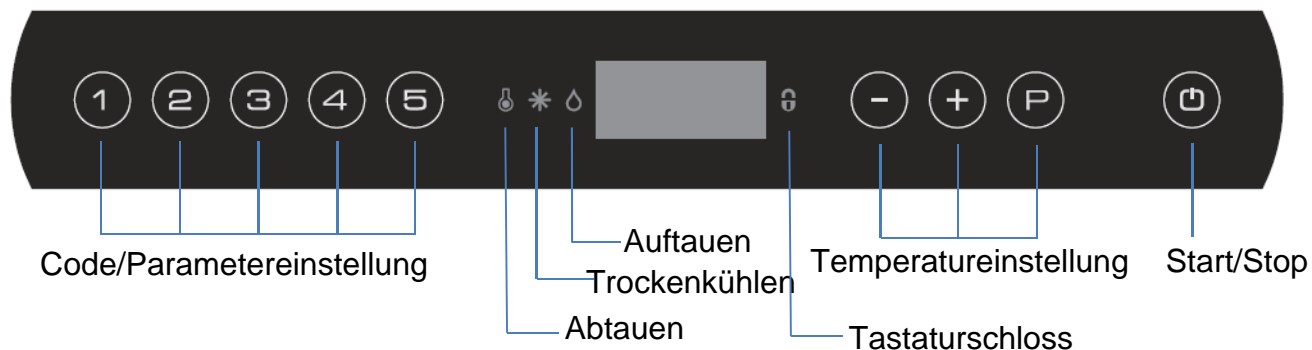 1 2 3 4 5 - + P
Auftauen
Code/Parametereinstellung
Temperatureinstellung
Start/Stop
Trockenkühlen
Abtauen
Tastaturschloss